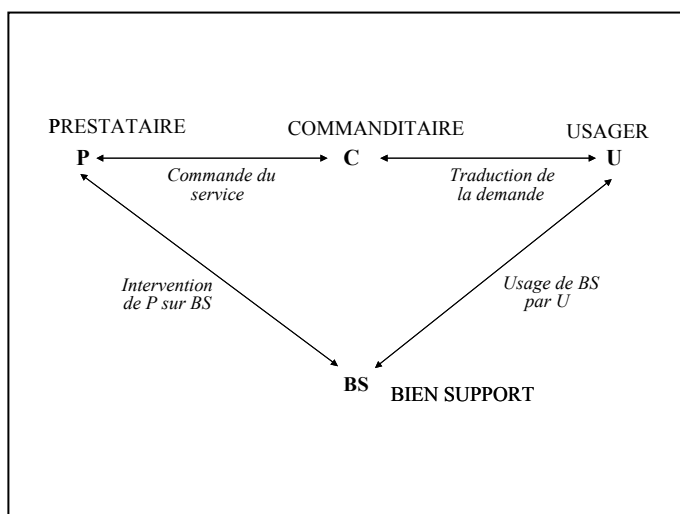 PRESTATAIRE
COMMANDITAIRE
USAGER
P
C
U
Commande du
service
Traduction de
la demande
Intervention
de P sur BS
Usage de BS
par U
BS
BIEN SUPPORT